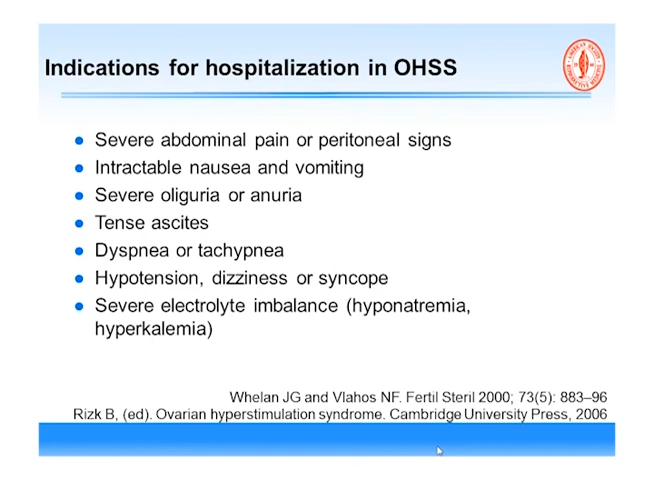 Indications for hospitalization in OHSS
Severe abdominal pain or peritoneal signs
Intractable nausea and vomiting
Severe oliguria or anuria
Tense ascites
Dyspnea or tachypnea
Hypotension, dizziness or syncope
Severe electrolyte imbalance (hyponatremia,
hyperkalemia)
Whelan JG and Vlahos NF. Fertil Steril 2000; 73(5): 883–96
Rizk B, (ed). Ovarian hyperstimulation syndrome. Cambridge University Press, 2006